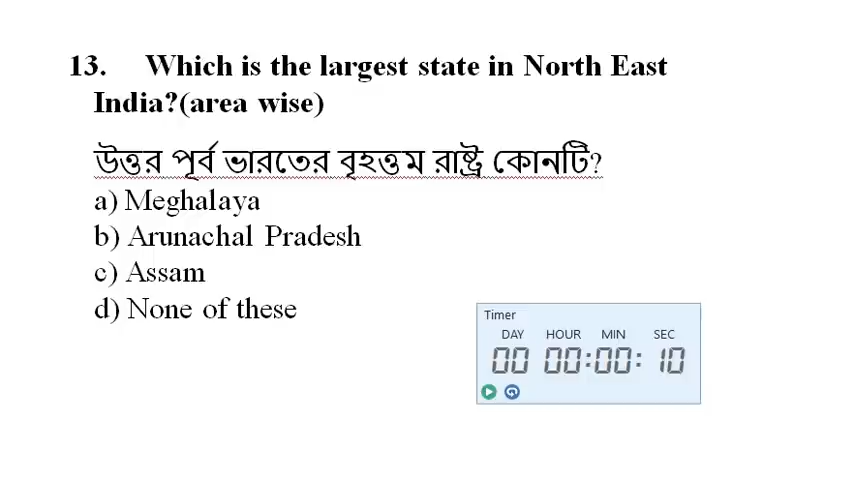 13. Which is the largest state in North East
India?(area wise)
উত্তর পূর্ব ভারতের বৃহত্তম রাষ্ট্র কোনটি?
a) Meghalaya
b) Arunachal Pradesh
c) Assam
d) None of these
Timer
DAY HOUR MIN SEC
00 00:00: 10